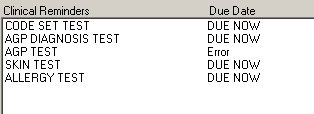 Clinical Reminders Due Date
CODE SET TEST DUE NOW
AGP DIAGNOSIS TEST DUE NOW
AGP TEST Error
SKIN TEST DUE NOW
ALLERGY TEST DUE NOW